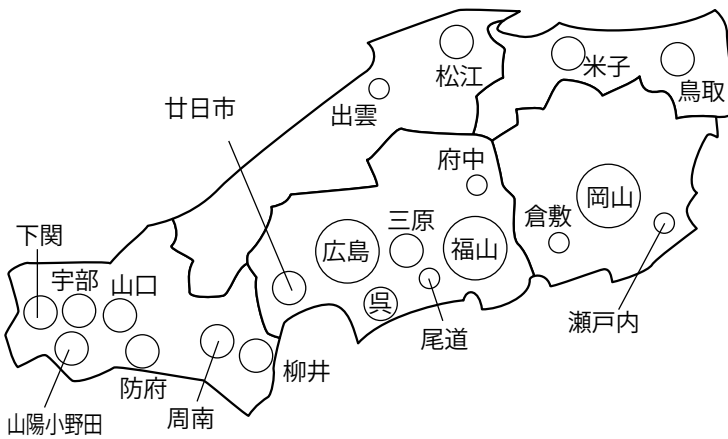 松江
米子
鳥取
出雲
廿日市
府中
岡山
倉敷
三原
福山
広島
下関
宇部
山口
呉
尾道
瀬戸内
柳井
防府
周南
山陽小野田